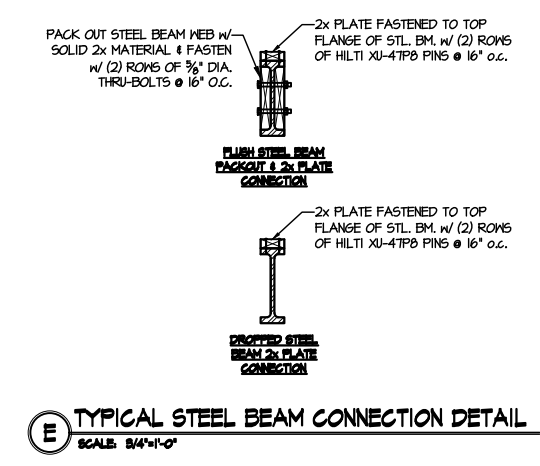 PACK OUT STEEL BEAM WEB w/
SOLID 2x MATERIAL & FASTEN
w/ (2) ROWS OF 5/8" DIA.
THRU-BOLTS @ 16" O.C.
2x PLATE FASTENED TO TOP
FLANGE OF STL. BM. w/ (2) ROWS
OF HILTI XU-47P8 PINS @ 16" o.c.
FLUSH STEEL BEAM
PACKOUT & 2x PLATE
CONNECTION
2x PLATE FASTENED TO TOP
FLANGE OF STL. BM. w/ (2) ROWS
OF HILTI XU-47P8 PINS @ 16" o.c.
DROPPED STEEL
BEAM 2x PLATE
CONNECTION
E
TYPICAL STEEL BEAM CONNECTION DETAIL
SCALE: 3/4"=1'-0"